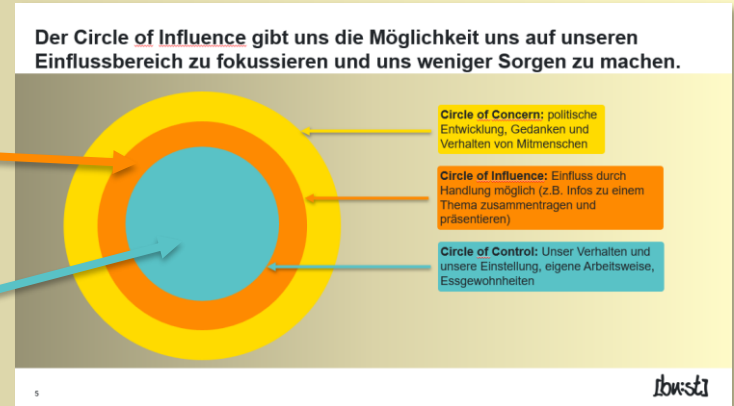 Der Circle of Influence gibt uns die Möglichkeit uns auf unseren
Einflussbereich zu fokussieren und uns weniger Sorgen zu machen.
Circle of Concern: politische
Entwicklung, Gedanken und
Verhalten von Mitmenschen
Circle of Influence: Einfluss durch
Handlung möglich (z.B. Infos zu einem
Thema zusammentragen und
präsentieren)
Circle of Control: Unser Verhalten und
unsere Einstellung, eigene Arbeitsweise,
Essgewohnheiten
5